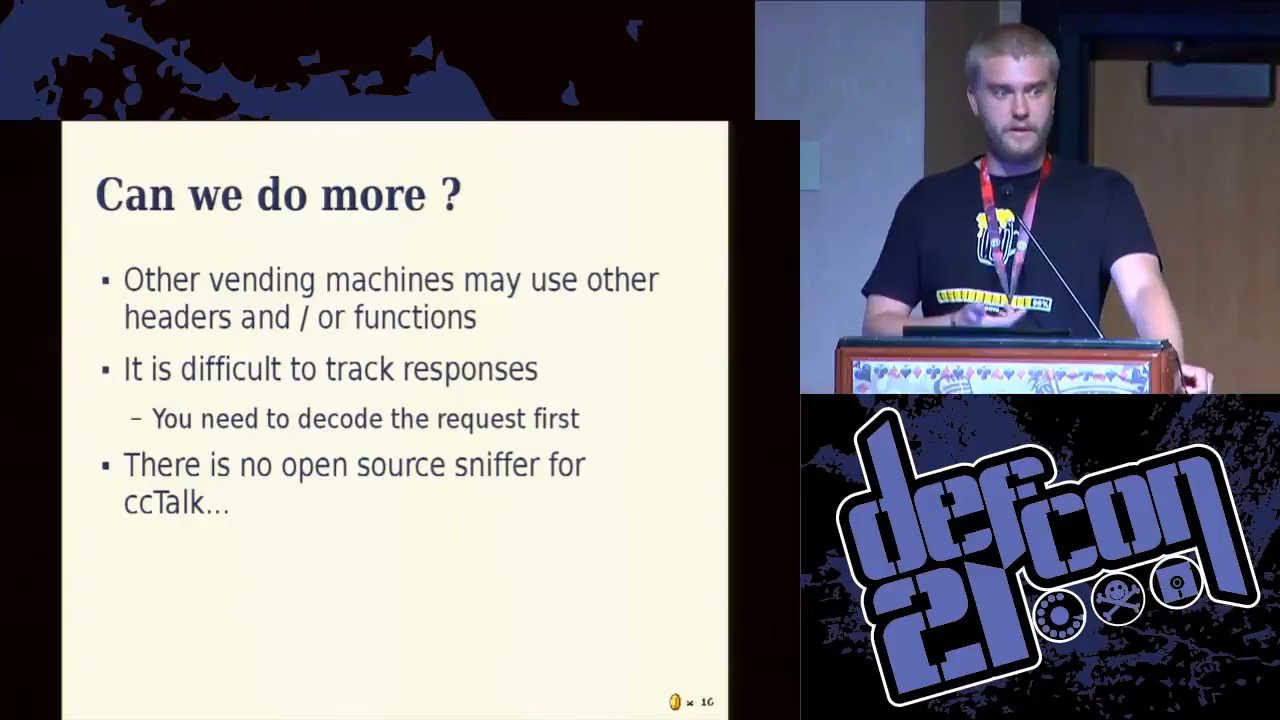 Can we do more ?
▪ Other vending machines may use other
headers and / or functions
▪ It is difficult to track responses
– You need to decode the request first
▪ There is no open source sniffer for
ccTalk...
× 16
defcon
21